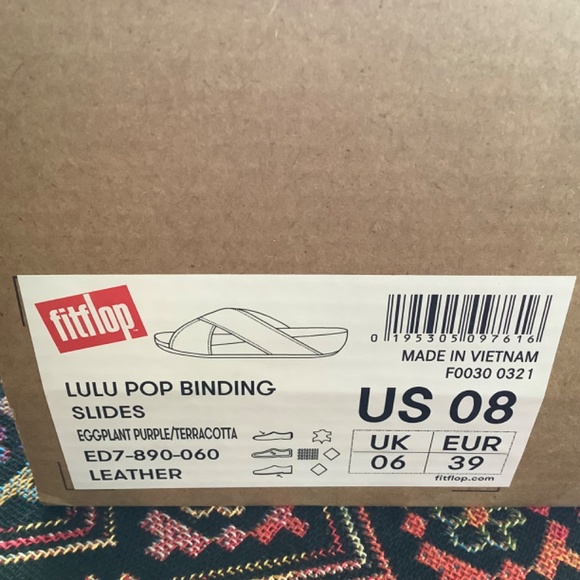 fitflop
LULU POP BINDING
SLIDES
EGGPLANT PURPLE/TERRACOTTA
ED7-890-060
LEATHER
0 195305 097616
MADE IN VIETNAM
F0030 0321
US 08
UK EUR
06 39
fitflop.com